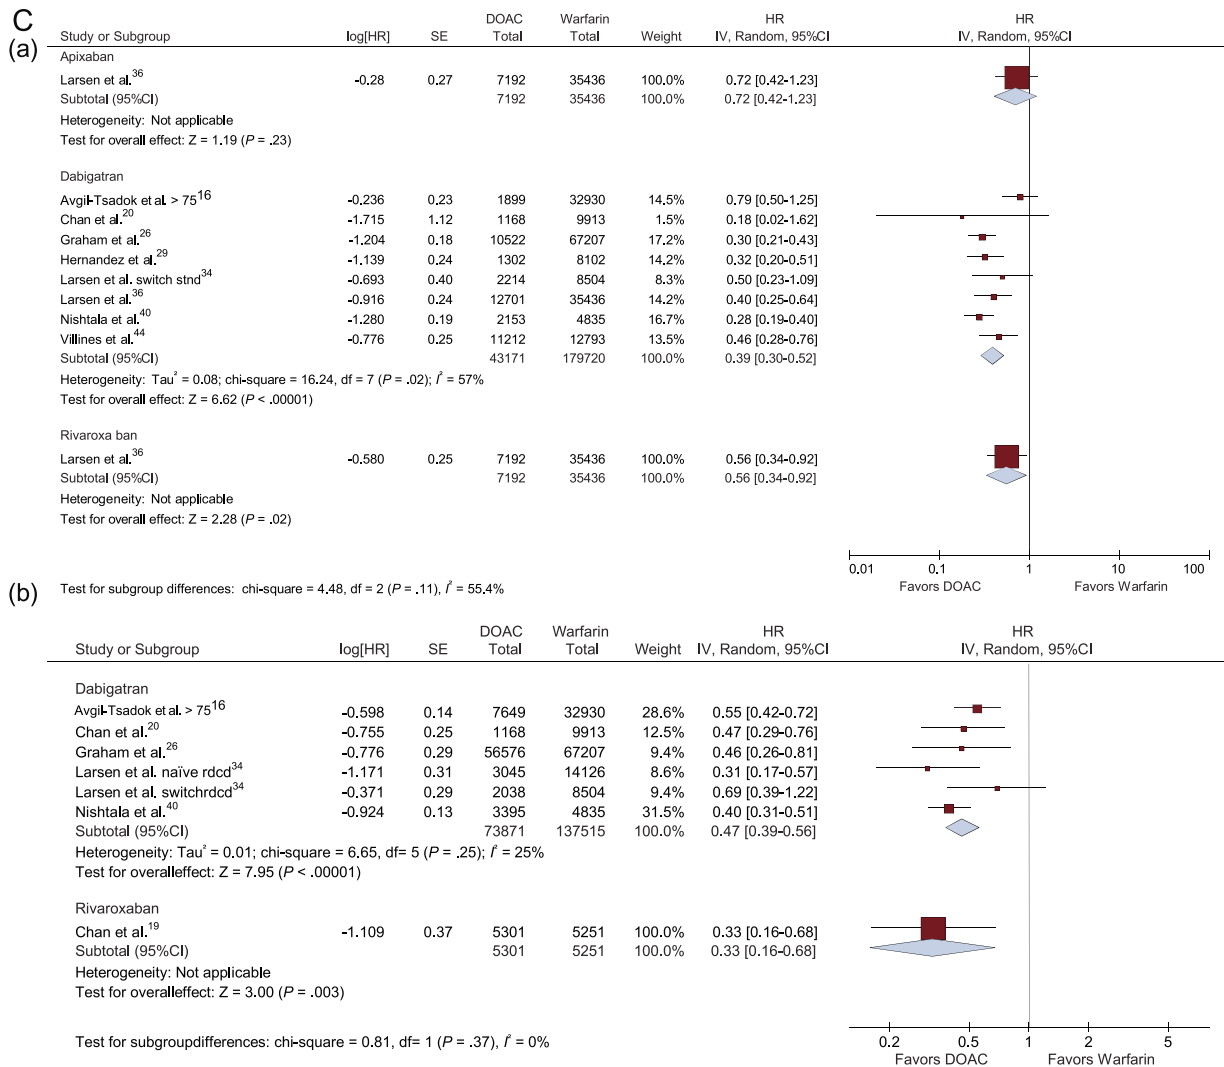 C
(a)
DOAC Warfarin HR HR
Study or Subgroup log[HR] SE Total Total Weight IV, Random, 95%CI IV, Random, 95%CI
Apixaban
Larsen et al.36 -0.28 0.27 7192 35436 100.0% 0.72 [0.42-1.23]
Subtotal (95%CI) 7192 35436 100.0% 0.72 [0.42-1.23]
Heterogeneity: Not applicable
Test for overall effect: Z = 1.19 (P = .23)
Dabigatran
Avgil-Tsadok et al. > 7516 -0.236 0.23 1899 32930 14.5% 0.79 [0.50-1.25]
Chan et al.20 -1.715 1.12 1168 9913 1.5% 0.18 [0.02-1.62]
Graham et al.26 -1.204 0.18 10522 67207 17.2% 0.30 [0.21-0.43]
Hernandez et al.29 -1.139 0.24 1302 8102 14.2% 0.32 [0.20-0.51]
Larsen et al. switch stnd34 -0.693 0.40 2214 8504 8.3% 0.50 [0.23-1.09]
Larsen et al.36 -0.916 0.24 12701 35436 14.2% 0.40 [0.25-0.64]
Nishtala et al.40 -1.280 0.19 2153 4835 16.7% 0.28 [0.19-0.40]
Villines et al.44 -0.776 0.25 11212 12793 13.5% 0.46 [0.28-0.76]
Subtotal (95%CI) 43171 179720 100.0% 0.39 [0.30-0.52]
Heterogeneity: Tau² = 0.08; chi-square = 16.24, df = 7 (P = .02); I² = 57%
Test for overall effect: Z = 6.62 (P < .00001)
Rivaroxa ban
Larsen et al.36 -0.580 0.25 7192 35436 100.0% 0.56 [0.34-0.92]
Subtotal (95%CI) 7192 35436 100.0% 0.56 [0.34-0.92]
Heterogeneity: Not applicable
Test for overall effect: Z = 2.28 (P = .02)
0.01 0.1 1 10 100
Favors DOAC Favors Warfarin
Test for subgroup differences: chi-square = 4.48, df = 2 (P = .11), I² = 55.4%
(b)
DOAC Warfarin HR HR
Study or Subgroup log[HR] SE Total Total Weight IV, Random, 95%CI IV, Random, 95%CI
Dabigatran
Avgil-Tsadok et al. > 7516 -0.598 0.14 7649 32930 28.6% 0.55 [0.42-0.72]
Chan et al.20 -0.755 0.25 1168 9913 12.5% 0.47 [0.29-0.76]
Graham et al.26 -0.776 0.29 56576 67207 9.4% 0.46 [0.26-0.81]
Larsen et al. naïve rdcd34 -1.171 0.31 3045 14126 8.6% 0.31 [0.17-0.57]
Larsen et al. switchrdcd34 -0.371 0.29 2038 8504 9.4% 0.69 [0.39-1.22]
Nishtala et al.40 -0.924 0.13 3395 4835 31.5% 0.40 [0.31-0.51]
Subtotal (95%CI) 73871 137515 100.0% 0.47 [0.39-0.56]
Heterogeneity: Tau² = 0.01; chi-square = 6.65, df= 5 (P = .25); I² = 25%
Test for overalleffect: Z = 7.95 (P < .00001)
Rivaroxaban
Chan et al.19 -1.109 0.37 5301 5251 100.0% 0.33 [0.16-0.68]
Subtotal (95%CI) 5301 5251 100.0% 0.33 [0.16-0.68]
Heterogeneity: Not applicable
Test for overalleffect: Z = 3.00 (P = .003)
Test for subgroupdifferences: chi-square = 0.81, df= 1 (P = .37), I² = 0%
0.2 0.5 1 2 5
Favors DOAC Favors Warfarin